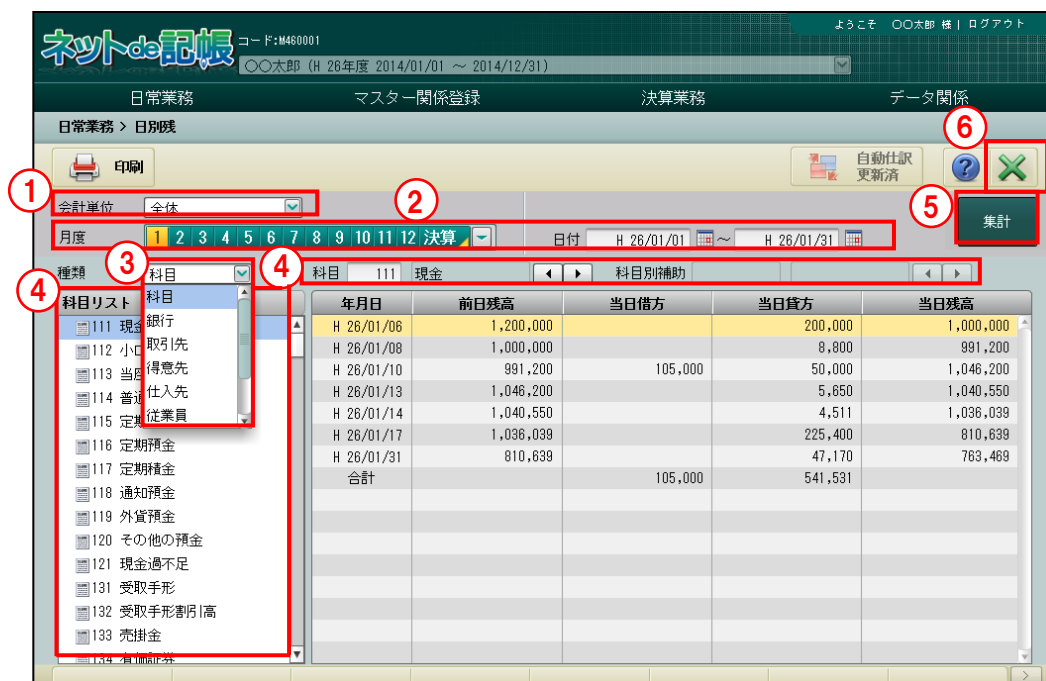 ようこそ 〇〇太郎 様 | ログアウト
ネットde記帳 コード:M460001
〇〇太郎 (H 26年度 2014/01/01 ～ 2014/12/31)
日常業務 マスター関係登録 決算業務 データ関係
日常業務 > 日別残
⑥
印刷 自動仕訳 更新済 ?
①
会計単位 全体
②
⑤
集計
月度 1 2 3 4 5 6 7 8 9 10 11 12 決算 日付 H 26/01/01 ～ H 26/01/31
③
④
種類 科目 科目 111 現金 科目別補助
④
科目
銀行
取引先
得意先
仕入先
従業員
科目リスト
111 現金
112 小口
113 当座
114 普通
115 定期
116 定期預金
117 定期積金
118 通知預金
119 外貨預金
120 その他の預金
121 現金過不足
131 受取手形
132 受取手形割引高
133 売掛金
134 有価証券
年月日 前日残高 当日借方 当日貸方 当日残高
H 26/01/06 1,200,000 200,000 1,000,000
H 26/01/08 1,000,000 8,800 991,200
H 26/01/10 991,200 105,000 50,000 1,046,200
H 26/01/13 1,046,200 5,650 1,040,550
H 26/01/14 1,040,550 4,511 1,036,039
H 26/01/17 1,036,039 225,400 810,639
H 26/01/31 810,639 47,170 763,469
合計 105,000 541,531